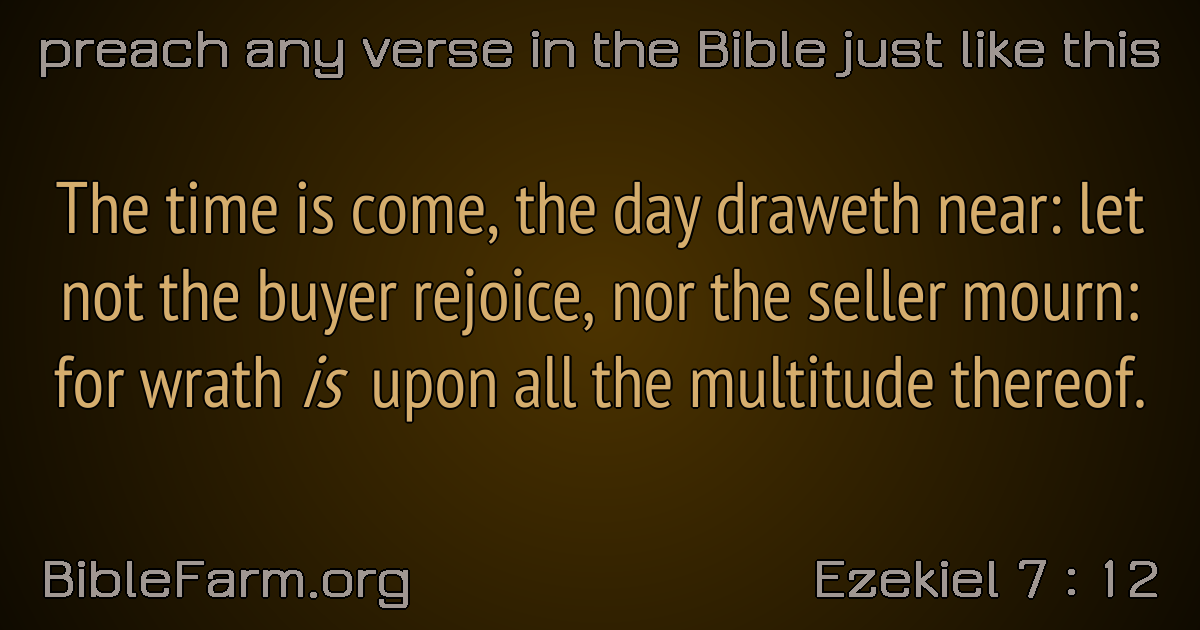 preach any verse in the Bible just like this
The time is come, the day draweth near: let
not the buyer rejoice, nor the seller mourn:
for wrath is upon all the multitude thereof.
BibleFarm.org
Ezekiel 7 : 12